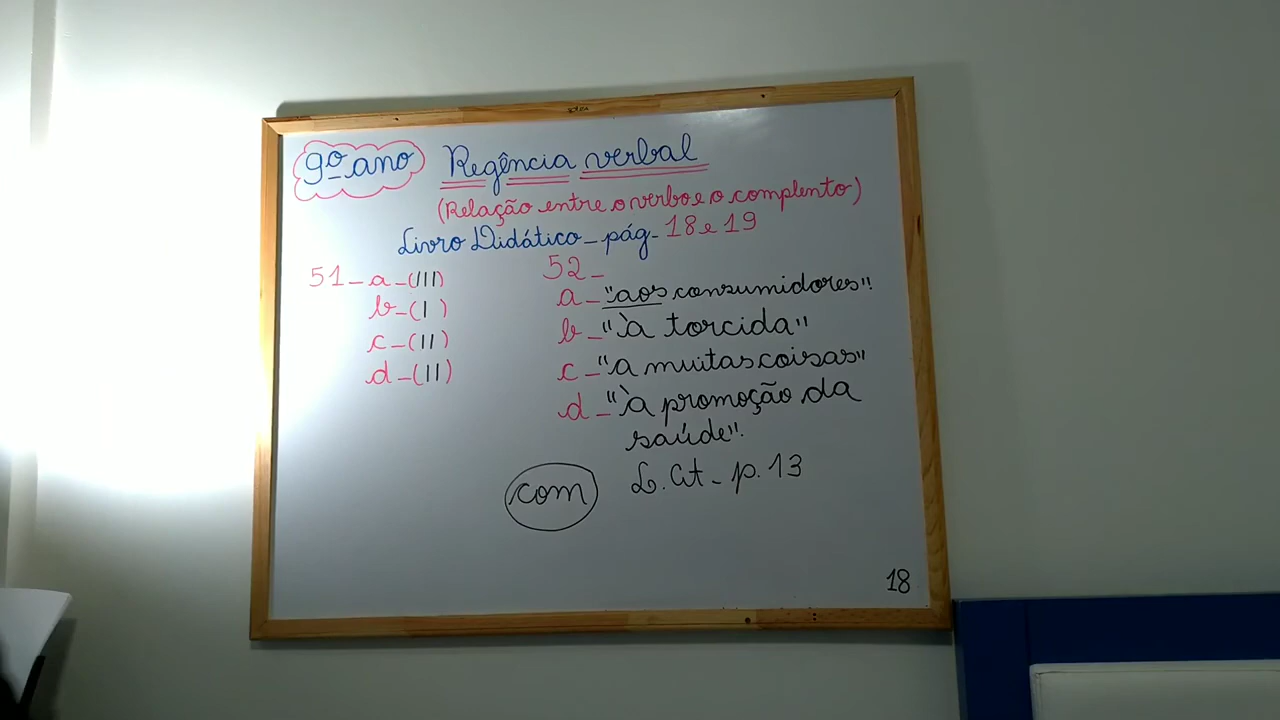 9º ano Regência verbal
(Relação entre o verbo e o complento)
Livro Didático - pág - 18 e 19
51 - a - (III)
b - (I)
c - (II)
d - (II)
52 -
a - "aos consumidores".
b - "à torcida"
c - "a muitas coisas"
d - "à promoção da
saúde".
com
L. At - p. 13
18